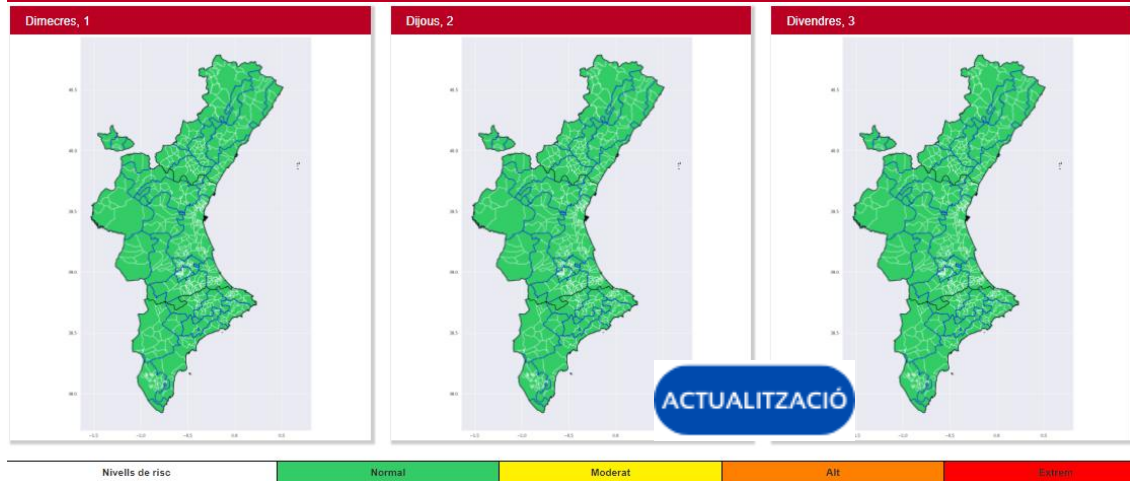 Dimecres, 1
Dijous, 2
Divendres, 3
ACTUALITZACIÓ
Nivells de risc
Normal
Moderat
Alt
Extrem